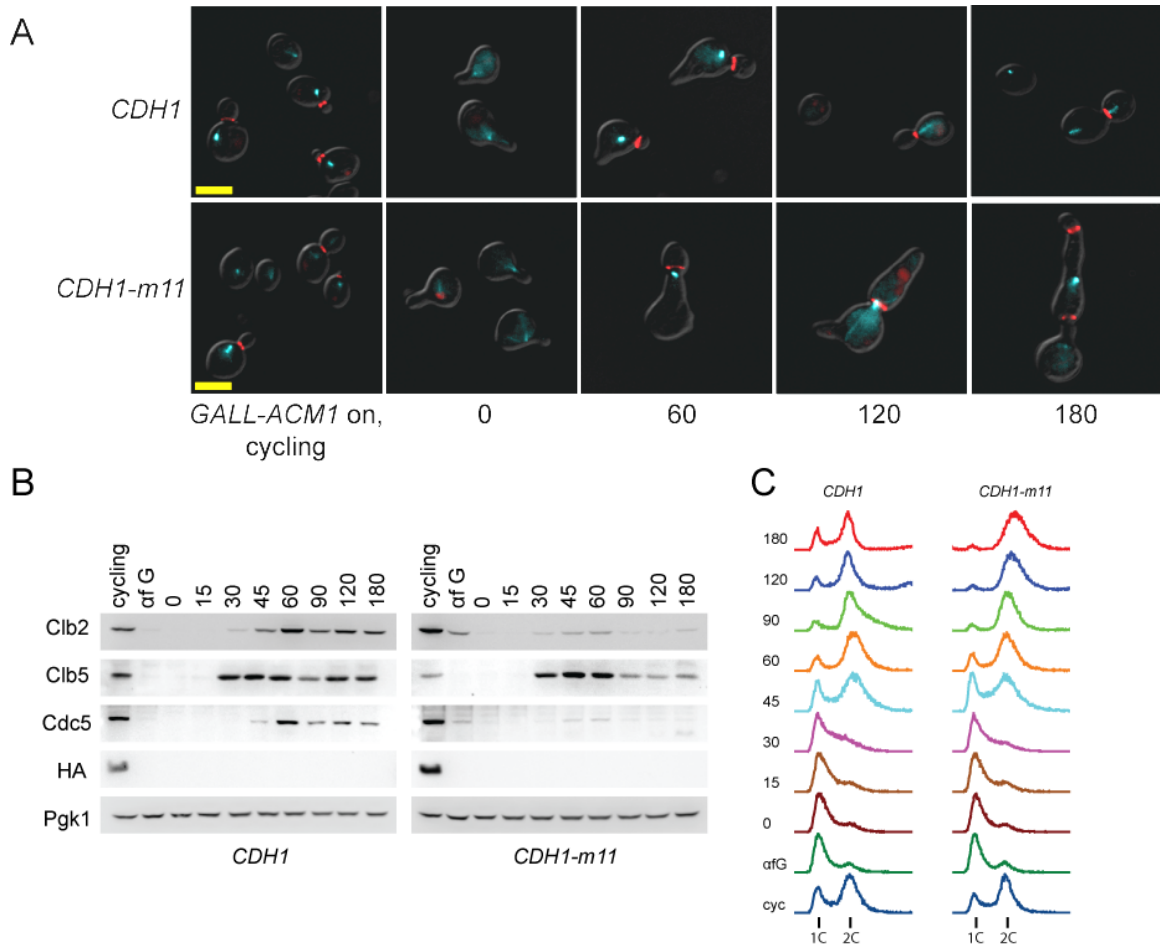 A
CDH1
CDH1-m11
GALL-ACM1 on,
cycling
0
60
120
180
B
cycling
αf G
0
15
30
45
60
90
120
180
cycling
αf G
0
15
30
45
60
90
120
180
Clb2
Clb5
Cdc5
HA
Pgk1
CDH1
CDH1-m11
C
CDH1
CDH1-m11
180
120
90
60
45
30
15
0
αfG
cyc
1C 2C 1C 2C